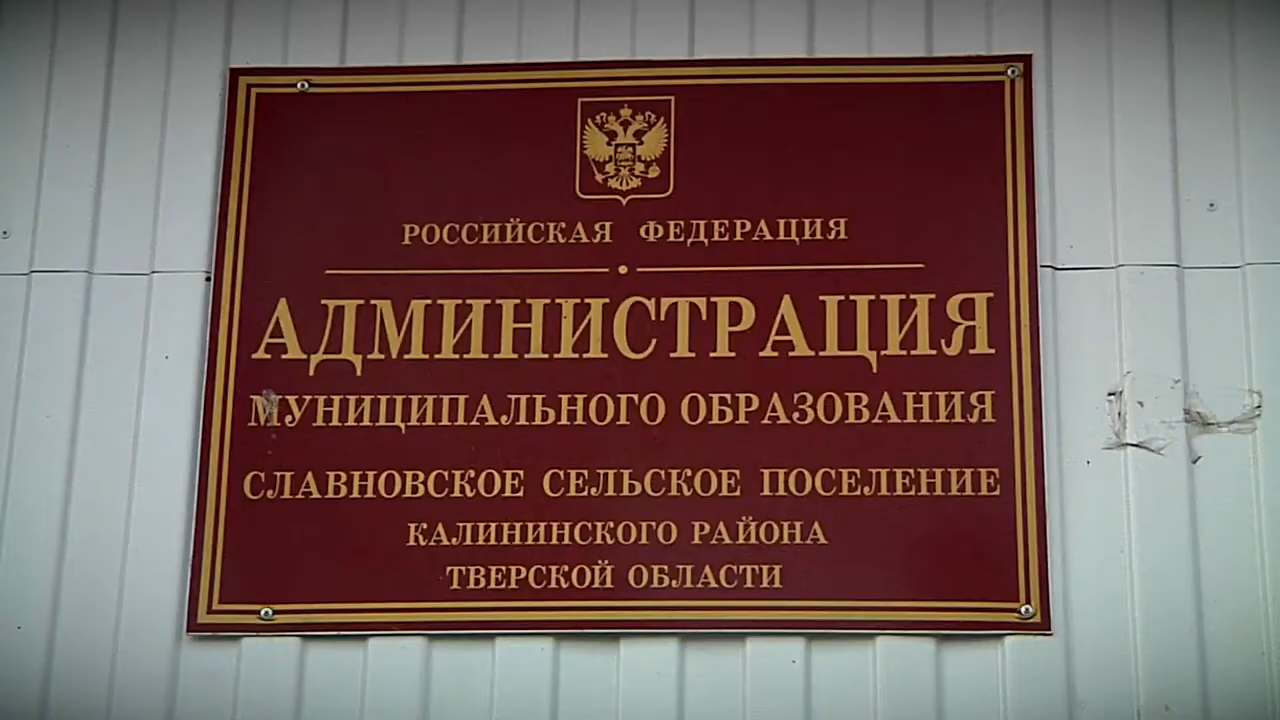 РОССИЙСКАЯ ФЕДЕРАЦИЯ
АДМИНИСТРАЦИЯ
МУНИЦИПАЛЬНОГО ОБРАЗОВАНИЯ
СЛАВНОВСКОЕ СЕЛЬСКОЕ ПОСЕЛЕНИЕ
КАЛИНИНСКОГО РАЙОНА
ТВЕРСКОЙ ОБЛАСТИ